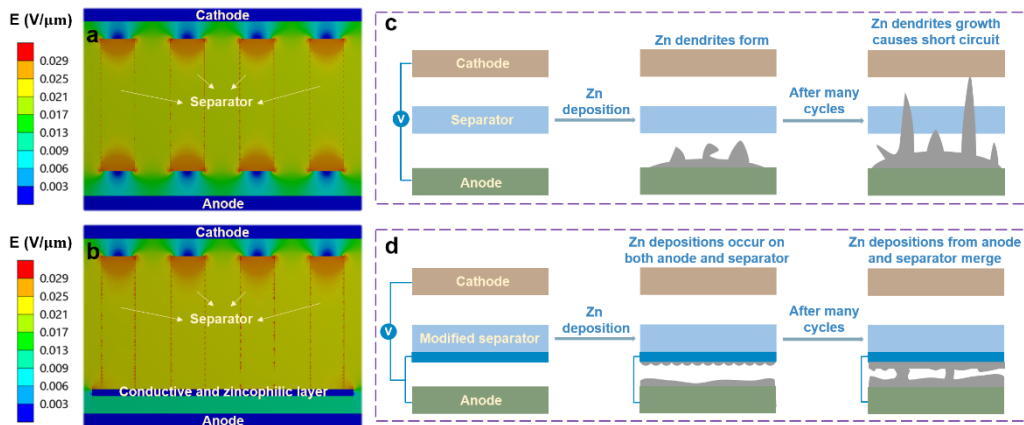 E (V/μm)
0.029
0.025
0.021
0.017
0.013
0.009
0.006
0.003
Cathode
a
Separator
Anode
E (V/μm)
0.029
0.025
0.021
0.017
0.013
0.009
0.006
0.003
Cathode
b
Separator
Conductive and zincophilic layer
Anode
c
Cathode
Separator
Anode
V
Zn
deposition
Zn dendrites form
After many
cycles
Zn dendrites growth
causes short circuit
d
Cathode
Modified separator
Anode
V
Zn
deposition
Zn depositions occur on
both anode and separator
After many
cycles
Zn depositions from anode
and separator merge